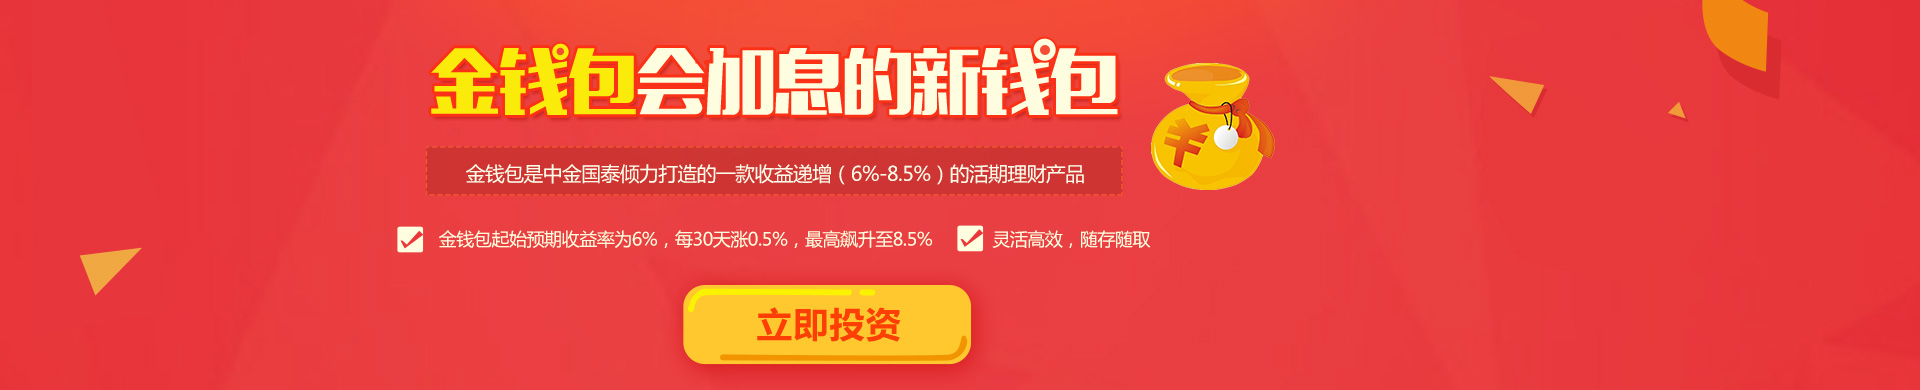 金钱包会加息的新钱包
金钱包是中金国泰倾力打造的一款收益递增（6%-8.5%）的活期理财产品
金钱包起始预期收益率为6%，每30天涨0.5%，最高飙升至8.5% 灵活高效，随存随取
立即投资